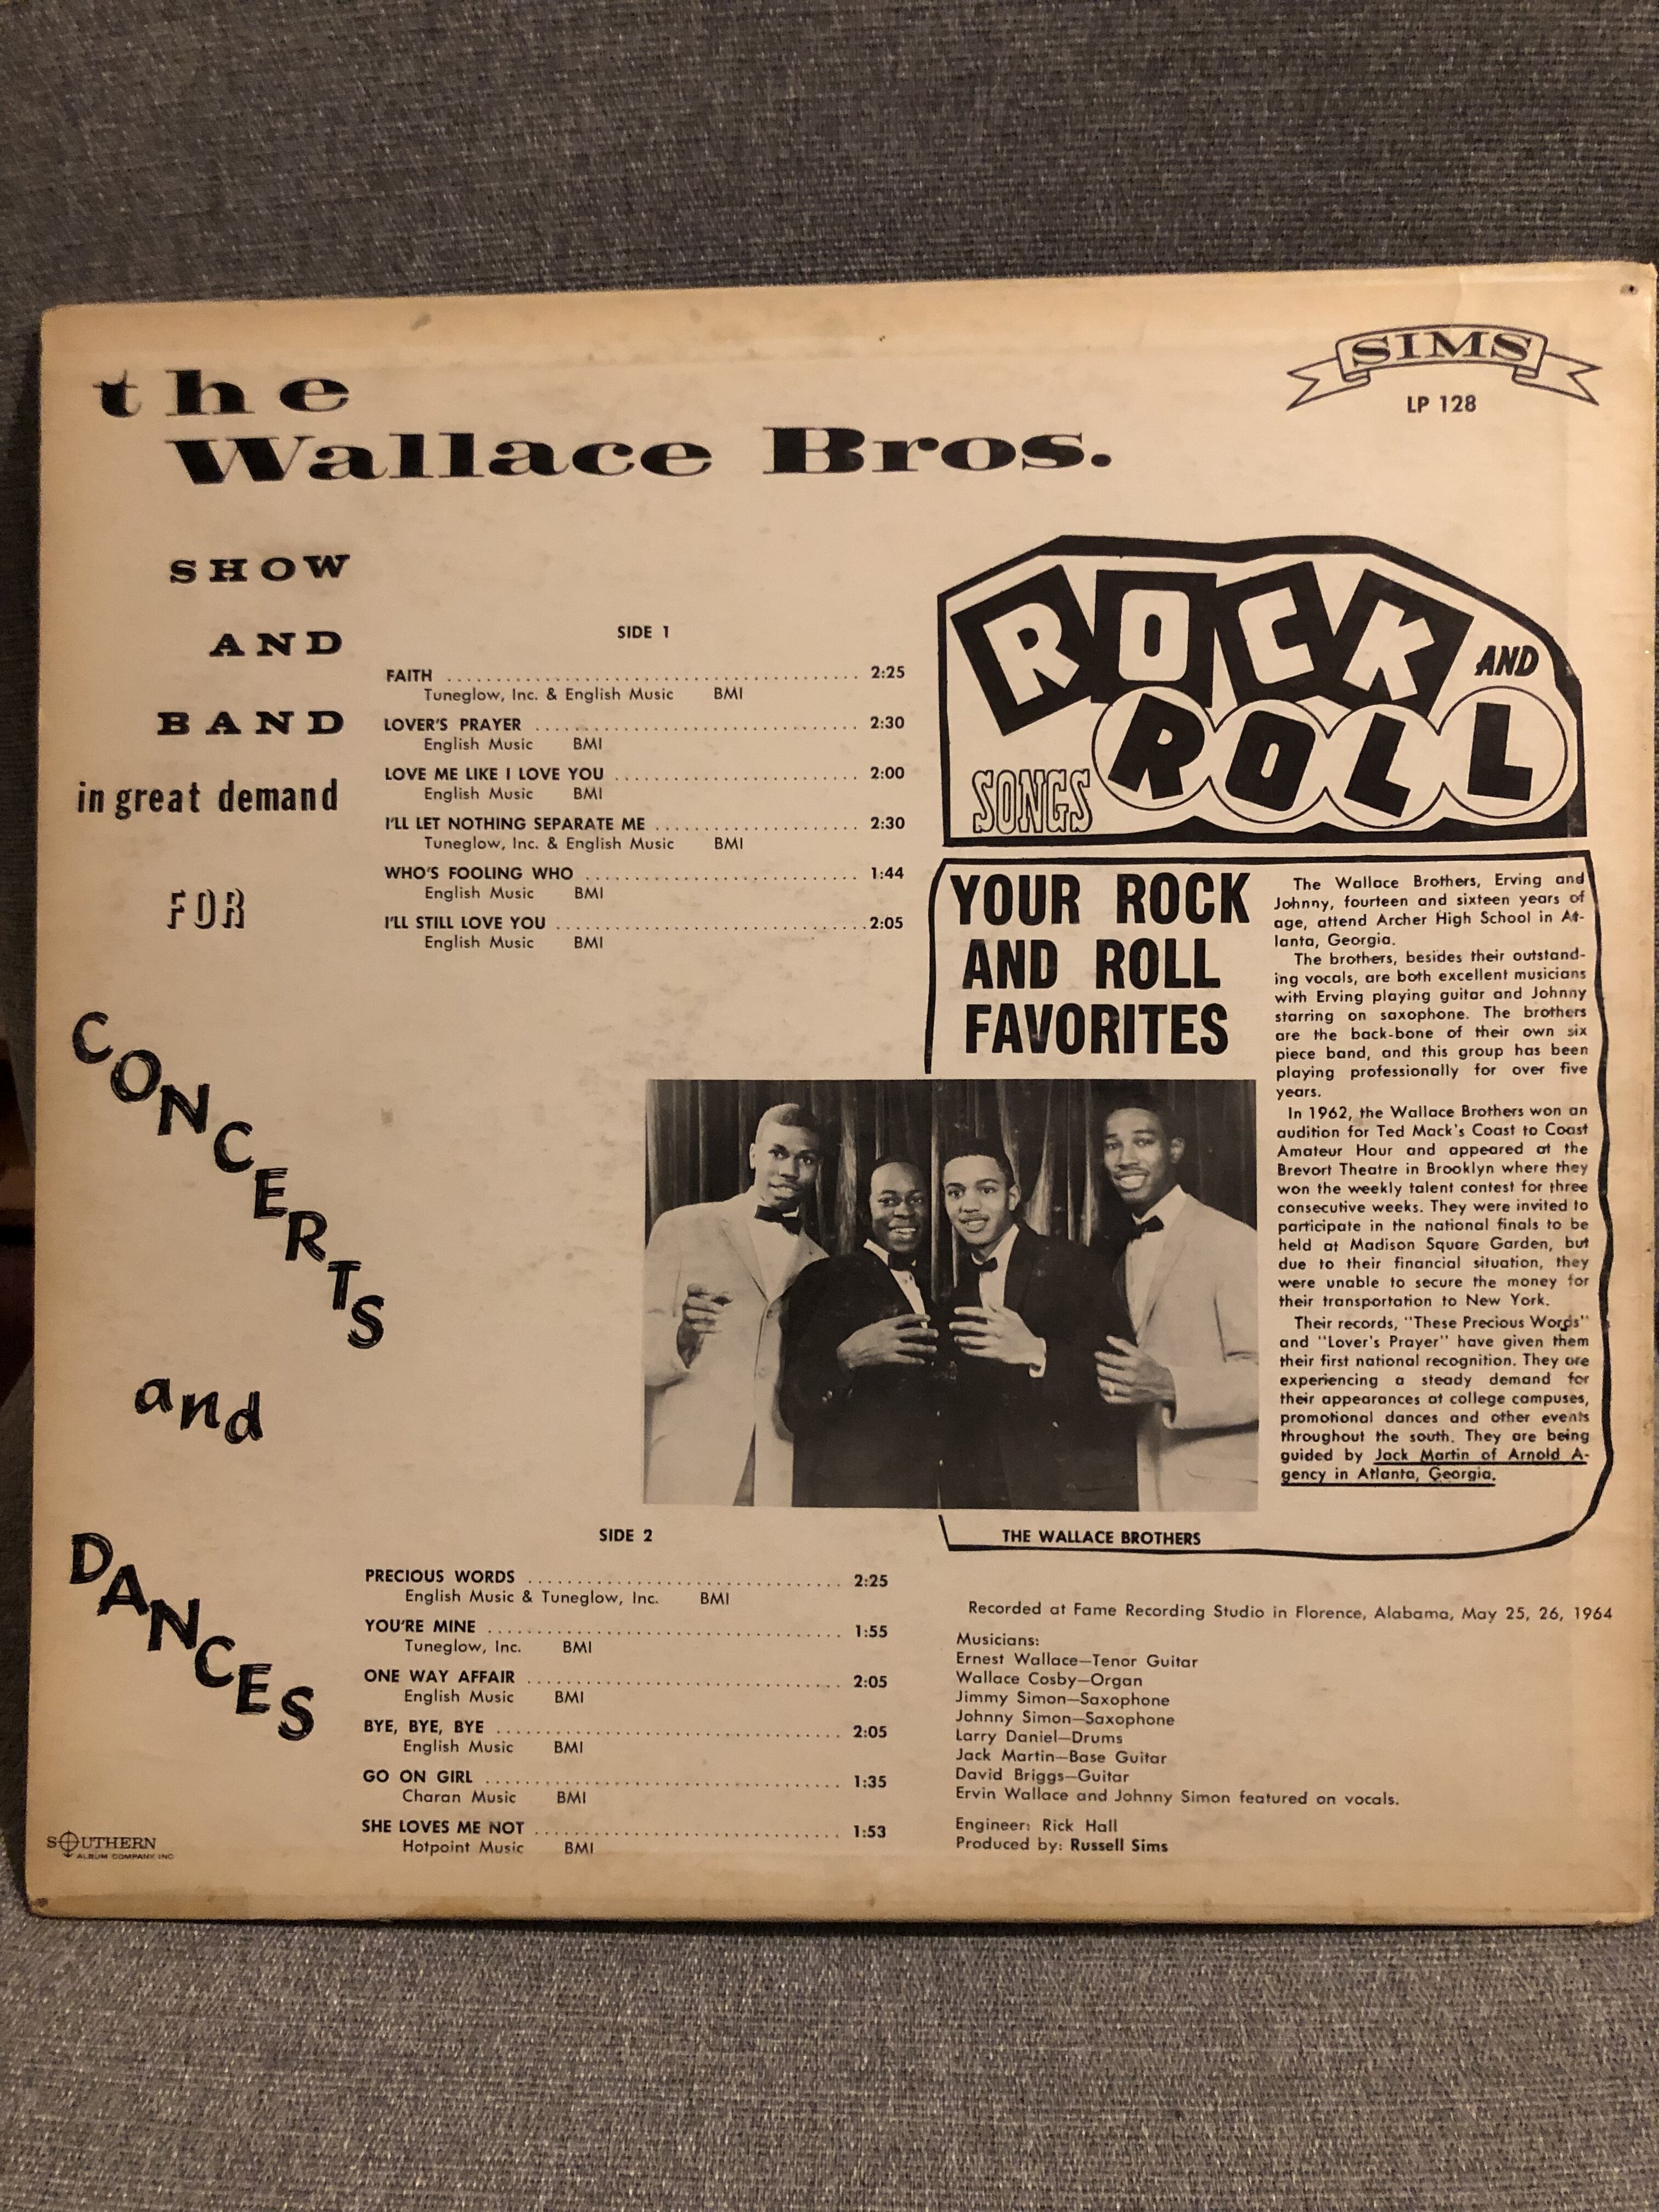 the
Wallace Bros.
SIMS
LP 128
SHOW
AND
BAND
in great demand
FOR
CONCERTS
and
DANCES
SIDE 1
FAITH 2:25
Tuneglow, Inc. & English Music BMI
LOVER'S PRAYER 2:30
English Music BMI
LOVE ME LIKE I LOVE YOU 2:00
English Music BMI
I'LL LET NOTHING SEPARATE ME 2:30
Tuneglow, Inc. & English Music BMI
WHO'S FOOLING WHO 1:44
English Music BMI
I'LL STILL LOVE YOU 2:05
English Music BMI
ROCK AND
ROLL
SONGS
YOUR ROCK
AND ROLL
FAVORITES
The Wallace Brothers, Erving and
Johnny, fourteen and sixteen years of
age, attend Archer High School in At-
lanta, Georgia.
The brothers, besides their outstand-
ing vocals, are both excellent musicians
with Erving playing guitar and Johnny
starring on saxophone. The brothers
are the back-bone of their own six
piece band, and this group has been
playing professionally for over five
years.
In 1962, the Wallace Brothers won an
audition for Ted Mack's Coast to Coast
Amateur Hour and appeared at the
Brevort Theatre in Brooklyn where they
won the weekly talent contest for three
consecutive weeks. They were invited to
participate in the national finals to be
held at Madison Square Garden, but
due to their financial situation, they
were unable to secure the money for
their transportation to New York.
Their records, "These Precious Words"
and "Lover's Prayer" have given them
their first national recognition. They are
experiencing a steady demand for
their appearances at college campuses,
promotional dances and other events
throughout the south. They are being
guided by Jack Martin of Arnold A-
gency in Atlanta, Georgia.
THE WALLACE BROTHERS
SIDE 2
PRECIOUS WORDS 2:25
English Music & Tuneglow, Inc. BMI
YOU'RE MINE 1:55
Tuneglow, Inc. BMI
ONE WAY AFFAIR 2:05
English Music BMI
BYE, BYE, BYE 2:05
English Music BMI
GO ON GIRL 1:35
Charan Music BMI
SHE LOVES ME NOT 1:53
Hotpoint Music BMI
Recorded at Fame Recording Studio in Florence, Alabama, May 25, 26, 1964
Musicians:
Ernest Wallace—Tenor Guitar
Wallace Cosby—Organ
Jimmy Simon—Saxophone
Johnny Simon—Saxophone
Larry Daniel—Drums
Jack Martin—Base Guitar
David Briggs—Guitar
Ervin Wallace and Johnny Simon featured on vocals.
Engineer: Rick Hall
Produced by: Russell Sims
SOUTHERN
ALBUM COMPANY INC